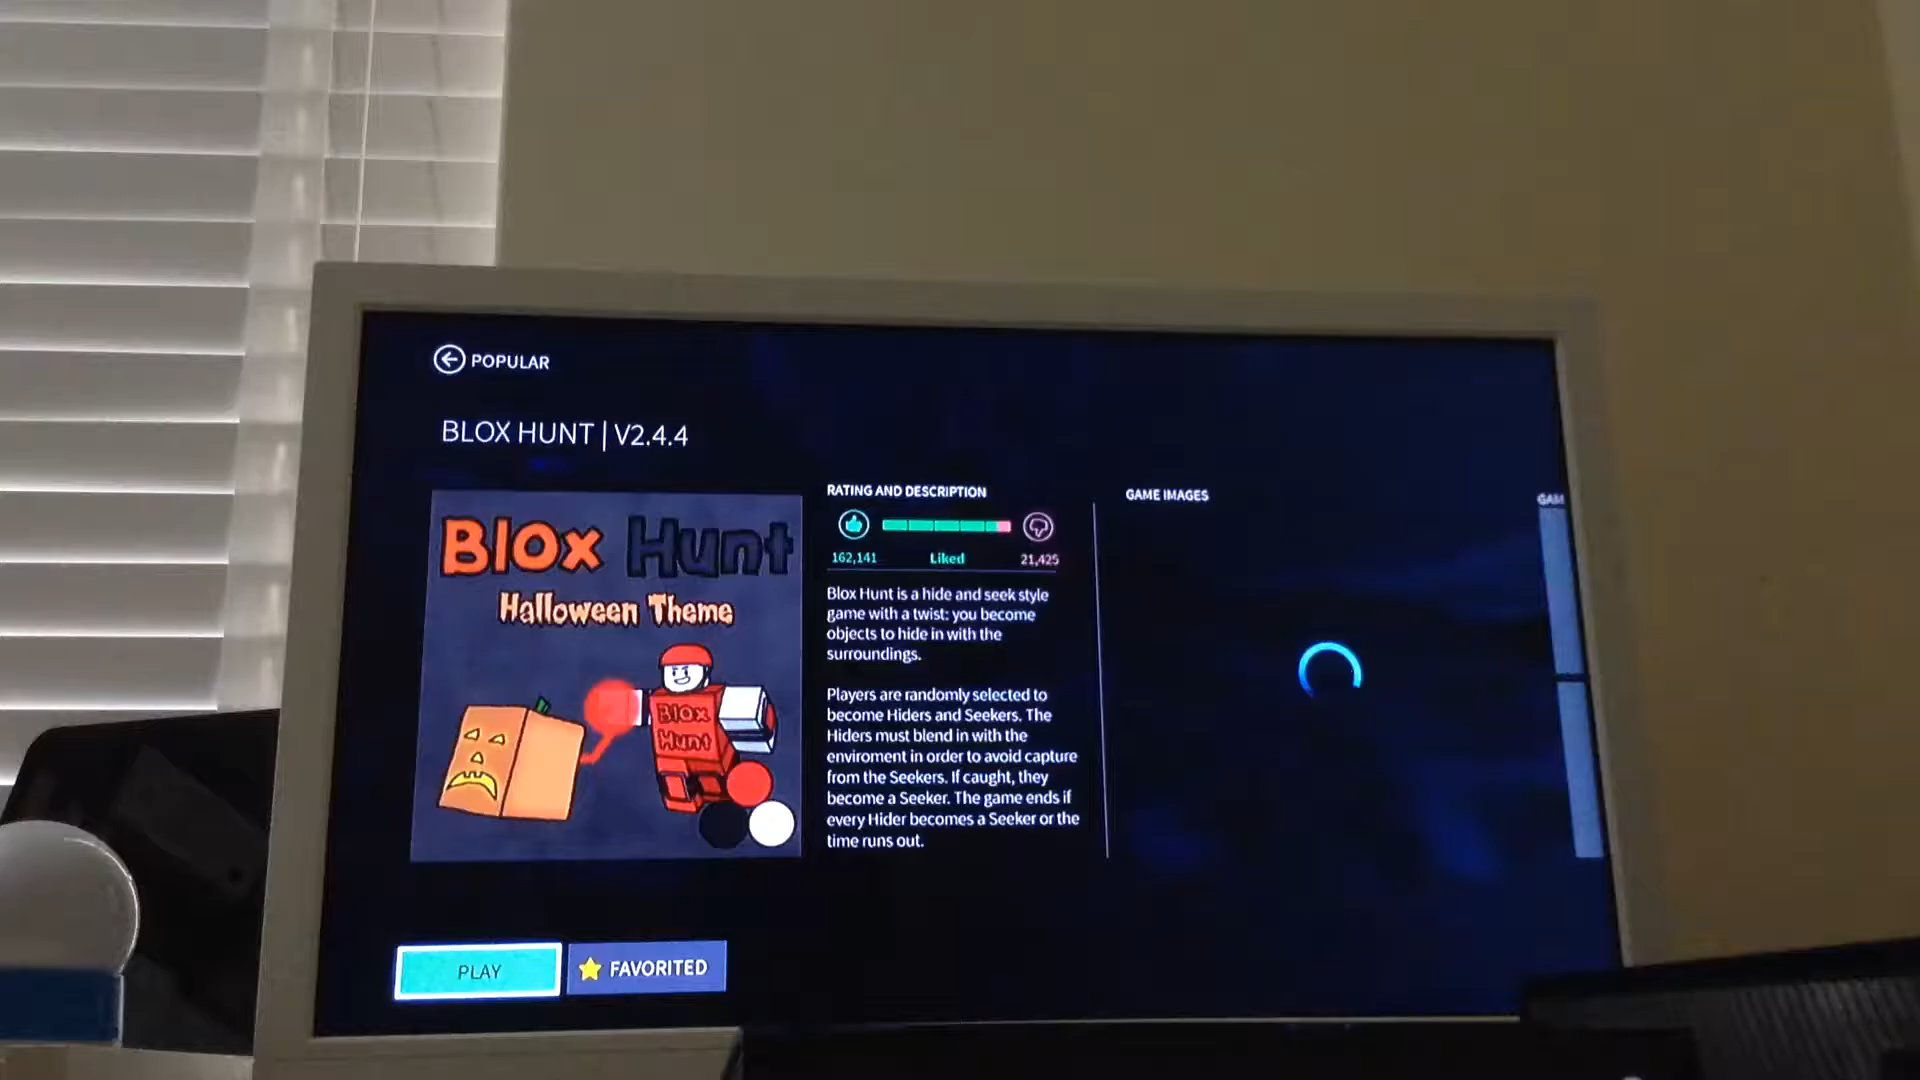 POPULAR
BLOX HUNT | V2.4.4
Blox Hunt
Halloween Theme
Blox
Hunt
RATING AND DESCRIPTION
162,141 Liked 21,425
Blox Hunt is a hide and seek style
game with a twist: you become
objects to hide in with the
surroundings.
Players are randomly selected to
become Hiders and Seekers. The
Hiders must blend in with the
enviroment in order to avoid capture
from the Seekers. If caught, they
become a Seeker. The game ends if
every Hider becomes a Seeker or the
time runs out.
GAME IMAGES
GAM
PLAY
FAVORITED